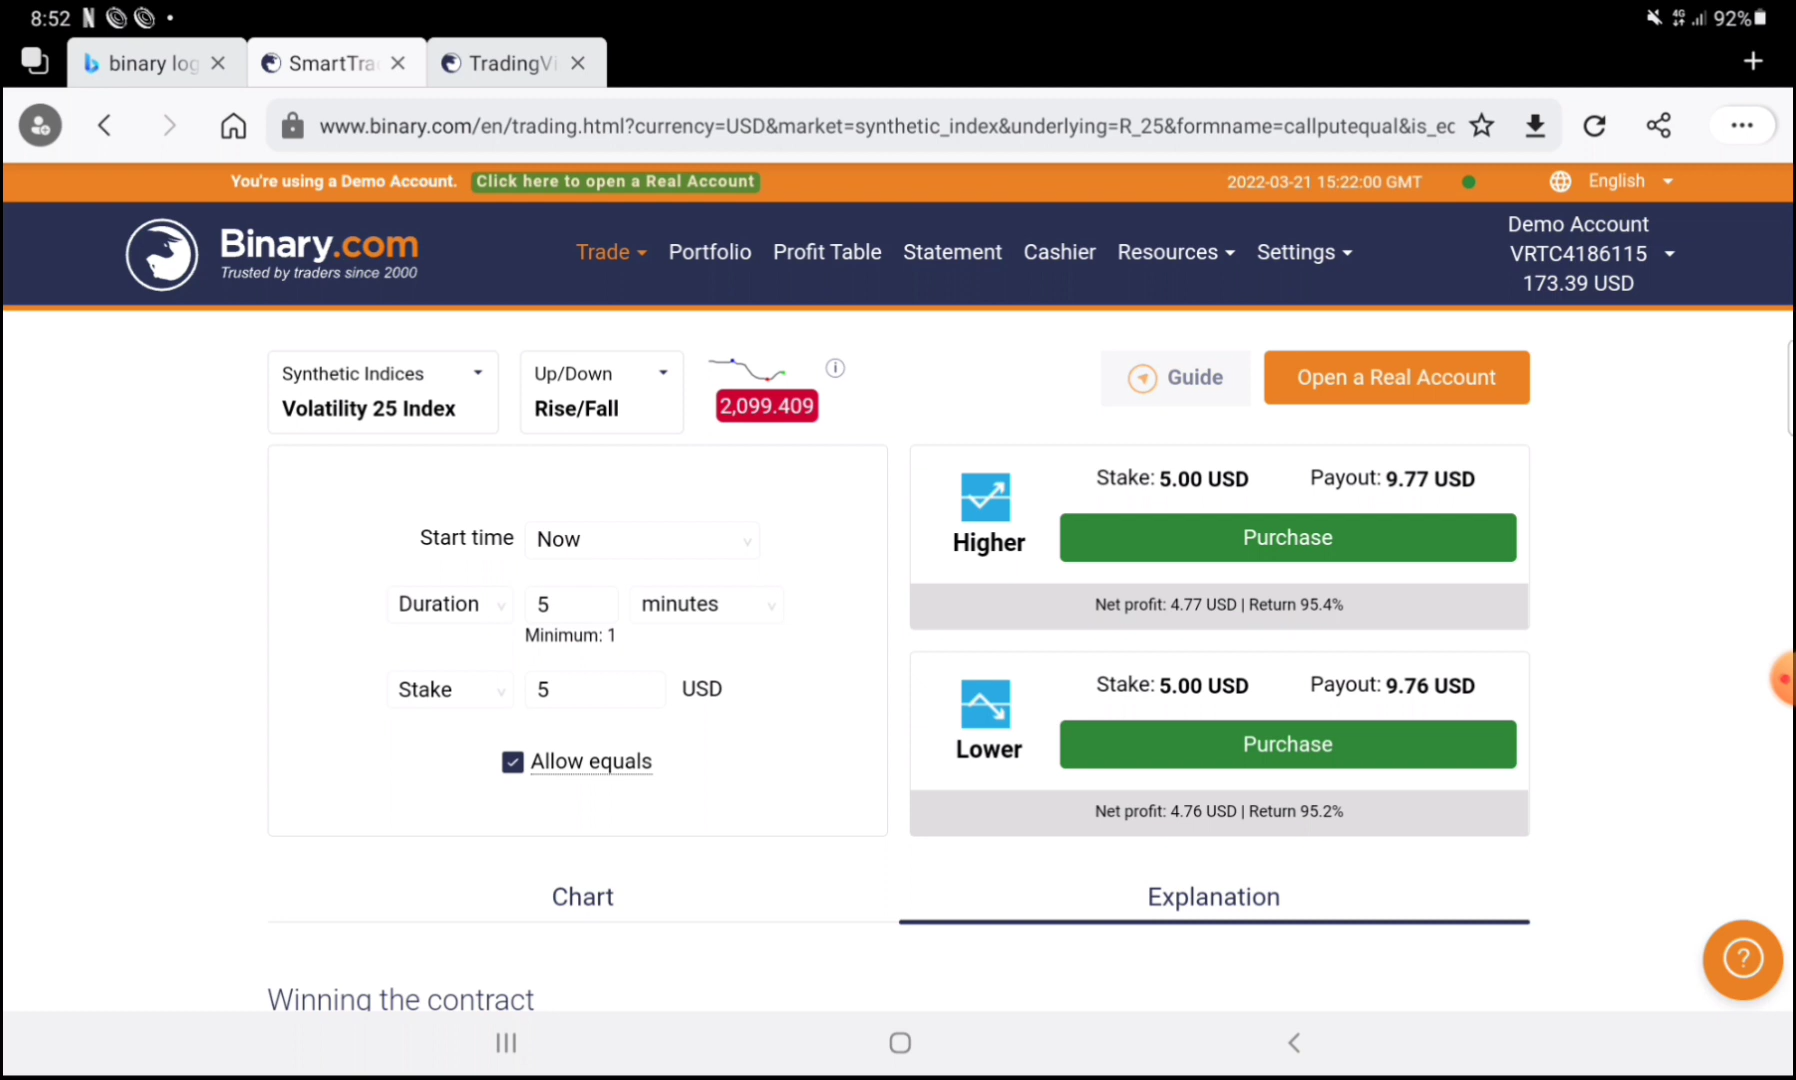 8:52
4G 92%
binary log
SmartTra
TradingVi
www.binary.com/en/trading.html?currency=USD&market=synthetic_index&underlying=R_25&formname=callputequal&is_ec
You're using a Demo Account. Click here to open a Real Account 2022-03-21 15:22:00 GMT English
Binary.com
Trusted by traders since 2000
Trade Portfolio Profit Table Statement Cashier Resources Settings
Demo Account
VRTC4186115
173.39 USD
Synthetic Indices
Volatility 25 Index
Up/Down
Rise/Fall
2,099.409
Guide
Open a Real Account
Start time Now
Duration 5 minutes
Minimum: 1
Stake 5 USD
Allow equals
Higher
Stake: 5.00 USD Payout: 9.77 USD
Purchase
Net profit: 4.77 USD | Return 95.4%
Lower
Stake: 5.00 USD Payout: 9.76 USD
Purchase
Net profit: 4.76 USD | Return 95.2%
Chart Explanation
Winning the contract